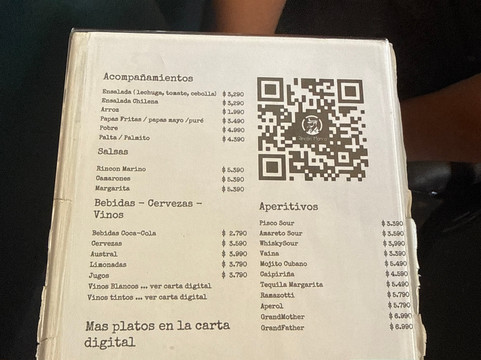 Acompañamientos
Ensalada (lechuga, tomate, cebolla) $ 3,290
Ensalada Chilena $ 3,290
Arroz $ 1.990
Papas Fritas / papas mayo /puré $ 3.490
Pobre $ 4.990
Palta / Palmito $ 4.390
Salsas
Rincon Marino $ 5.390
Camarones $ 5.390
Margarita $ 5.390
Bebidas - Cervezas -
Vinos
Bebidas Coca-Cola $ 2.790
Cervezas $ 3.590
Austral $ 3.990
Limonadas $ 3.790
Jugos $ 3.790
Vinos Blancos ... ver carta digital
Vinos tintos ... ver carta digital
Mas platos en la carta
digital
Aperitivos
Pisco Sour $ 3.390
Amareto Sour $ 3.590
WhiskySour $ 3,990
Vaina $ 3.390
Mojito Cubano $ 5.490
Caipiriña $ 4.590
Tequila Margarita $ 5.490
Ramazotti $ 5.790
Aperol $ 5.790
GrandMother $ 6.990
GrandFather $ 6.990